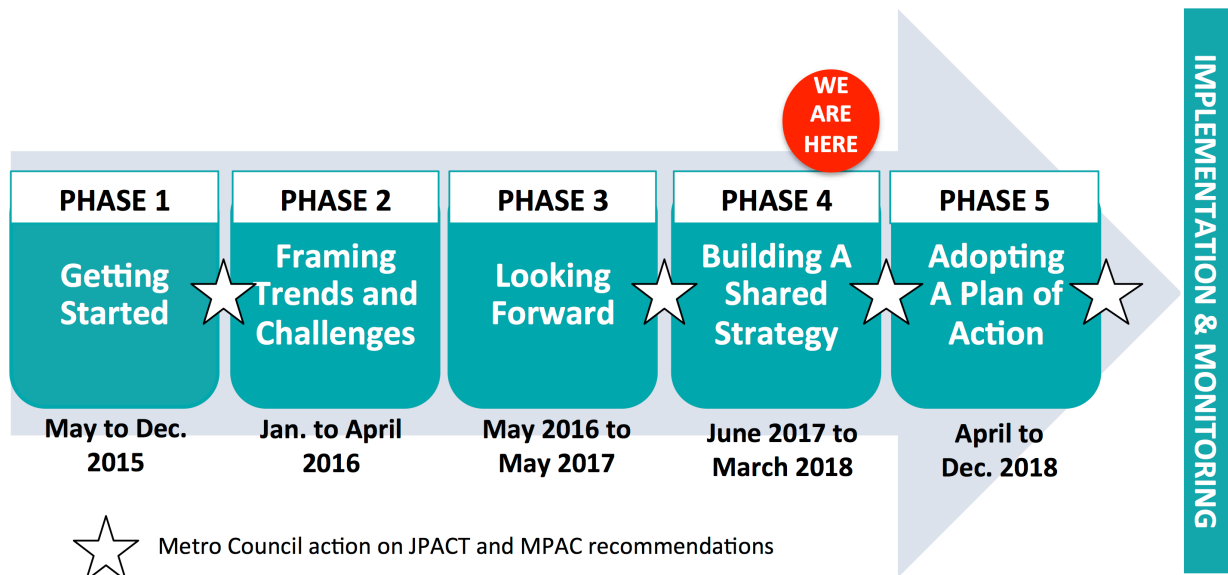 WE
ARE
HERE
PHASE 1
Getting
Started
May to Dec.
2015
PHASE 2
Framing
Trends and
Challenges
Jan. to April
2016
PHASE 3
Looking
Forward
May 2016 to
May 2017
PHASE 4
Building A
Shared
Strategy
June 2017 to
March 2018
PHASE 5
Adopting
A Plan of
Action
April to
Dec. 2018
IMPLEMENTATION & MONITORING
Metro Council action on JPACT and MPAC recommendations